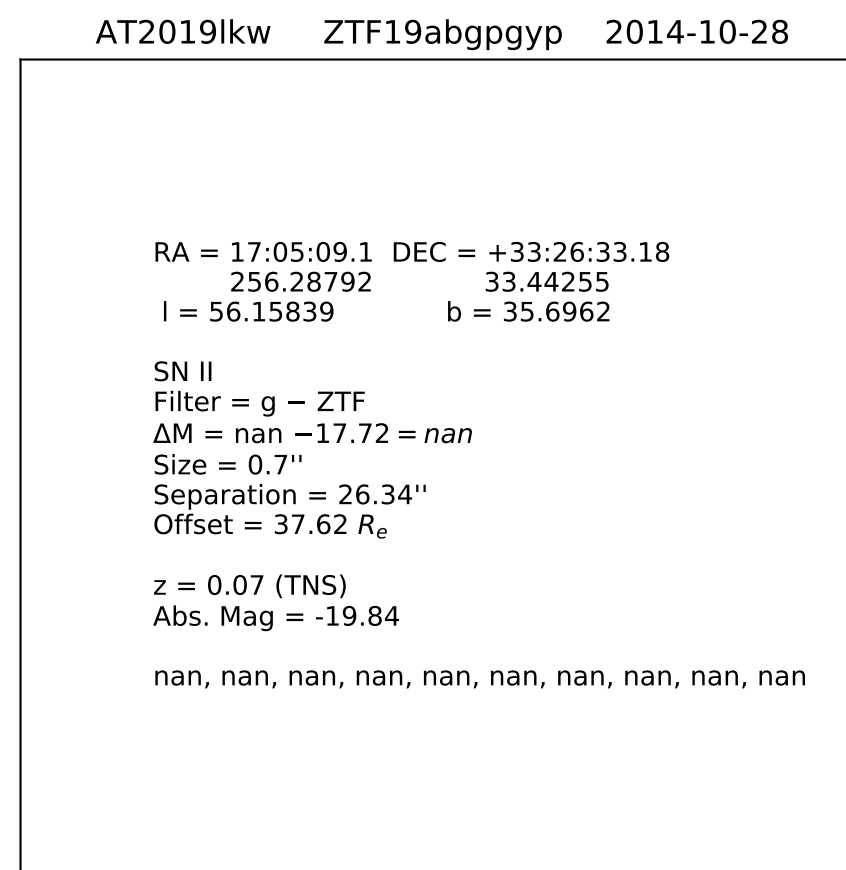 AT2019lkw ZTF19abgpgyp 2014-10-28
RA = 17:05:09.1 DEC = +33:26:33.18
256.28792 33.44255
l = 56.15839 b = 35.6962
SN II
Filter = g − ZTF
ΔM = nan −17.72 = nan
Size = 0.7''
Separation = 26.34''
Offset = 37.62 Re
z = 0.07 (TNS)
Abs. Mag = -19.84
nan, nan, nan, nan, nan, nan, nan, nan, nan, nan